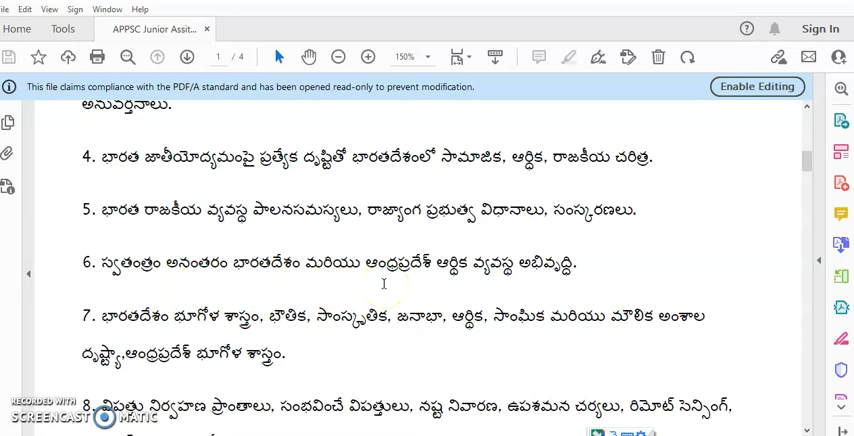 ile Edit View Sign Window Help
Home Tools APPSC Junior Assit... × Sign In
1 / 4 150%
This file claims compliance with the PDF/A standard and has been opened read-only to prevent modification. Enable Editing
అనువర్తనాలు.
4. భారత జాతీయోద్యమంపై ప్రత్యేక దృష్టితో భారతదేశంలో సామాజిక, ఆర్ధిక, రాజకీయ చరిత్ర.
5. భారత రాజకీయ వ్యవస్థ పాలనసమస్యలు, రాజ్యాంగ ప్రభుత్వ విధానాలు, సంస్కరణలు.
6. స్వతంత్రం అనంతరం భారతదేశం మరియు ఆంధ్రప్రదేశ్ ఆర్థిక వ్యవస్థ అభివృద్ధి.
7. భారతదేశం భూగోళ శాస్త్రం, భౌతిక, సాంస్కృతిక, జనాభా, ఆర్థిక, సాంఘిక మరియు మౌలిక అంశాల
దృష్ట్యా,ఆంధ్రప్రదేశ్ భూగోళ శాస్త్రం.
8. విపత్తు నిర్వహణ ప్రాంతాలు, సంభవించే విపత్తులు, నష్ట నివారణ, ఉపశమన చర్యలు, రిమోట్ సెన్సింగ్,
RECORDED WITH
SCREENCAST MATIC